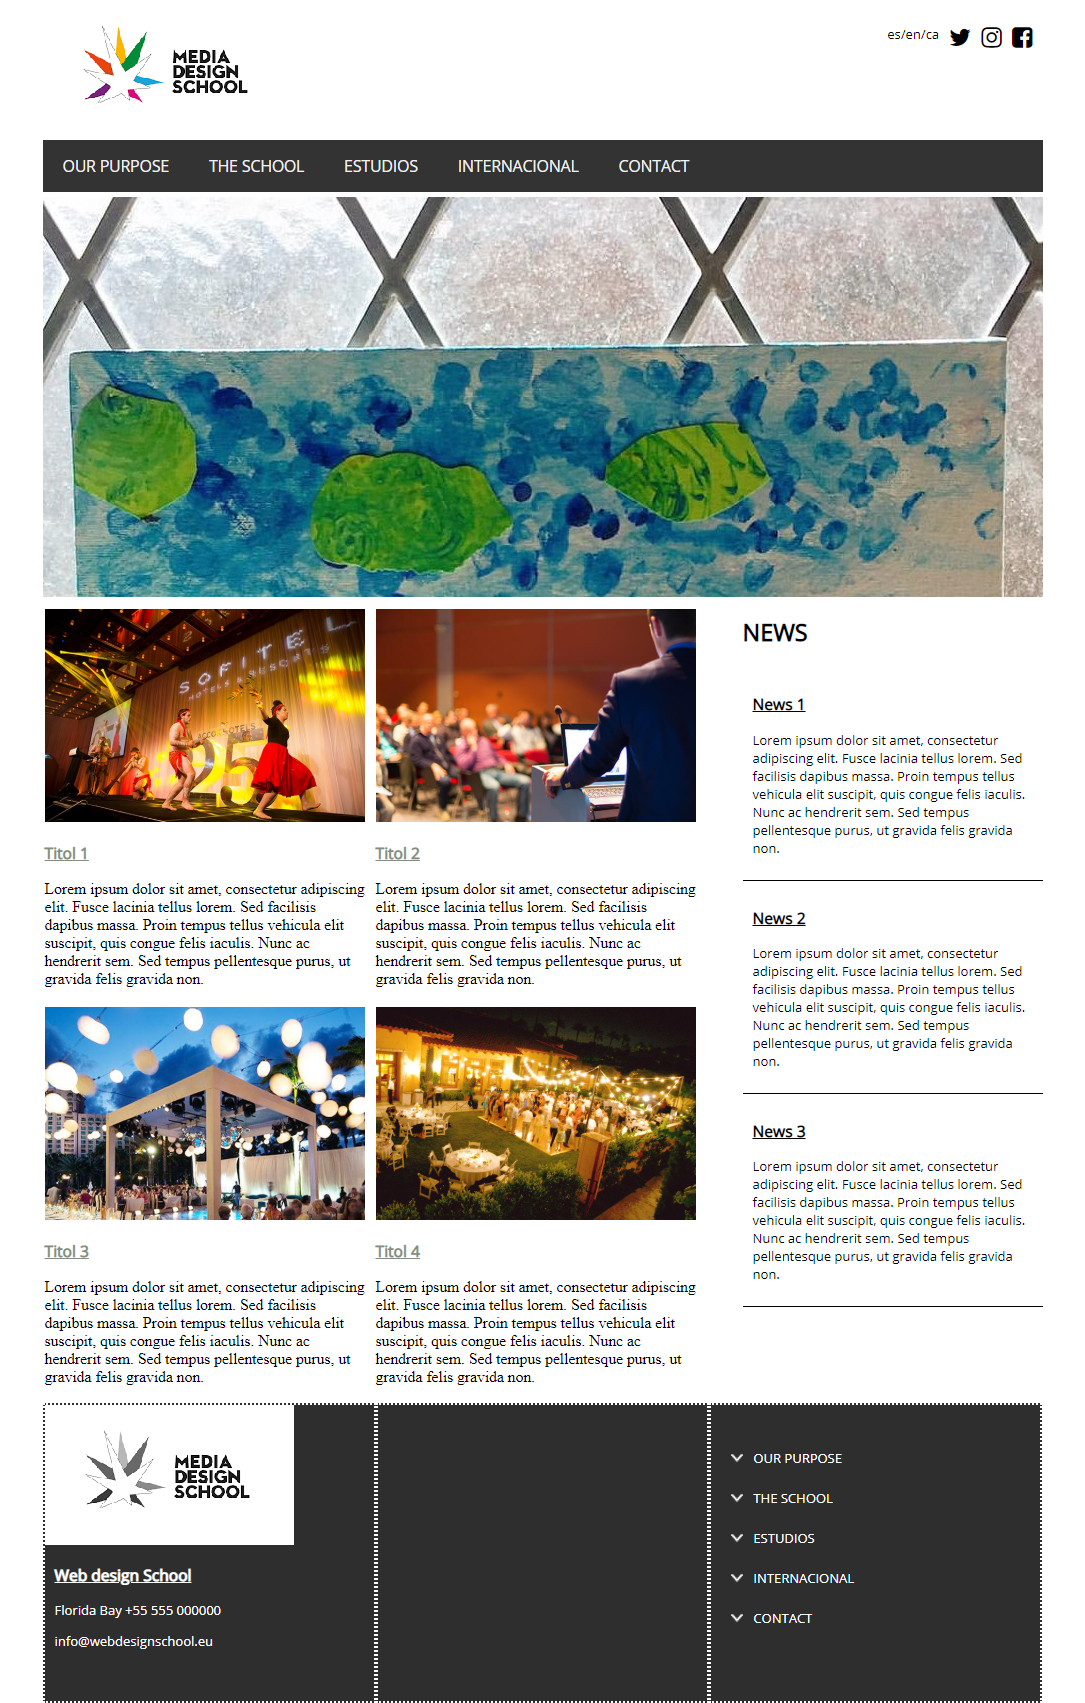 MEDIA
DESIGN
SCHOOL
es/en/ca
OUR PURPOSE THE SCHOOL ESTUDIOS INTERNACIONAL CONTACT
SOFITEL
HOTELS & RESORTS
25
Titol 1
Lorem ipsum dolor sit amet, consectetur adipiscing
elit. Fusce lacinia tellus lorem. Sed facilisis
dapibus massa. Proin tempus tellus vehicula elit
suscipit, quis congue felis iaculis. Nunc ac
hendrerit sem. Sed tempus pellentesque purus, ut
gravida felis gravida non.
Titol 2
Lorem ipsum dolor sit amet, consectetur adipiscing
elit. Fusce lacinia tellus lorem. Sed facilisis
dapibus massa. Proin tempus tellus vehicula elit
suscipit, quis congue felis iaculis. Nunc ac
hendrerit sem. Sed tempus pellentesque purus, ut
gravida felis gravida non.
Titol 3
Lorem ipsum dolor sit amet, consectetur adipiscing
elit. Fusce lacinia tellus lorem. Sed facilisis
dapibus massa. Proin tempus tellus vehicula elit
suscipit, quis congue felis iaculis. Nunc ac
hendrerit sem. Sed tempus pellentesque purus, ut
gravida felis gravida non.
Titol 4
Lorem ipsum dolor sit amet, consectetur adipiscing
elit. Fusce lacinia tellus lorem. Sed facilisis
dapibus massa. Proin tempus tellus vehicula elit
suscipit, quis congue felis iaculis. Nunc ac
hendrerit sem. Sed tempus pellentesque purus, ut
gravida felis gravida non.
NEWS
News 1
Lorem ipsum dolor sit amet, consectetur
adipiscing elit. Fusce lacinia tellus lorem. Sed
facilisis dapibus massa. Proin tempus tellus
vehicula elit suscipit, quis congue felis iaculis.
Nunc ac hendrerit sem. Sed tempus
pellentesque purus, ut gravida felis gravida
non.
News 2
Lorem ipsum dolor sit amet, consectetur
adipiscing elit. Fusce lacinia tellus lorem. Sed
facilisis dapibus massa. Proin tempus tellus
vehicula elit suscipit, quis congue felis iaculis.
Nunc ac hendrerit sem. Sed tempus
pellentesque purus, ut gravida felis gravida
non.
News 3
Lorem ipsum dolor sit amet, consectetur
adipiscing elit. Fusce lacinia tellus lorem. Sed
facilisis dapibus massa. Proin tempus tellus
vehicula elit suscipit, quis congue felis iaculis.
Nunc ac hendrerit sem. Sed tempus
pellentesque purus, ut gravida felis gravida
non.
MEDIA
DESIGN
SCHOOL
Web design School
Florida Bay +55 555 000000
info@webdesignschool.eu
OUR PURPOSE
THE SCHOOL
ESTUDIOS
INTERNACIONAL
CONTACT